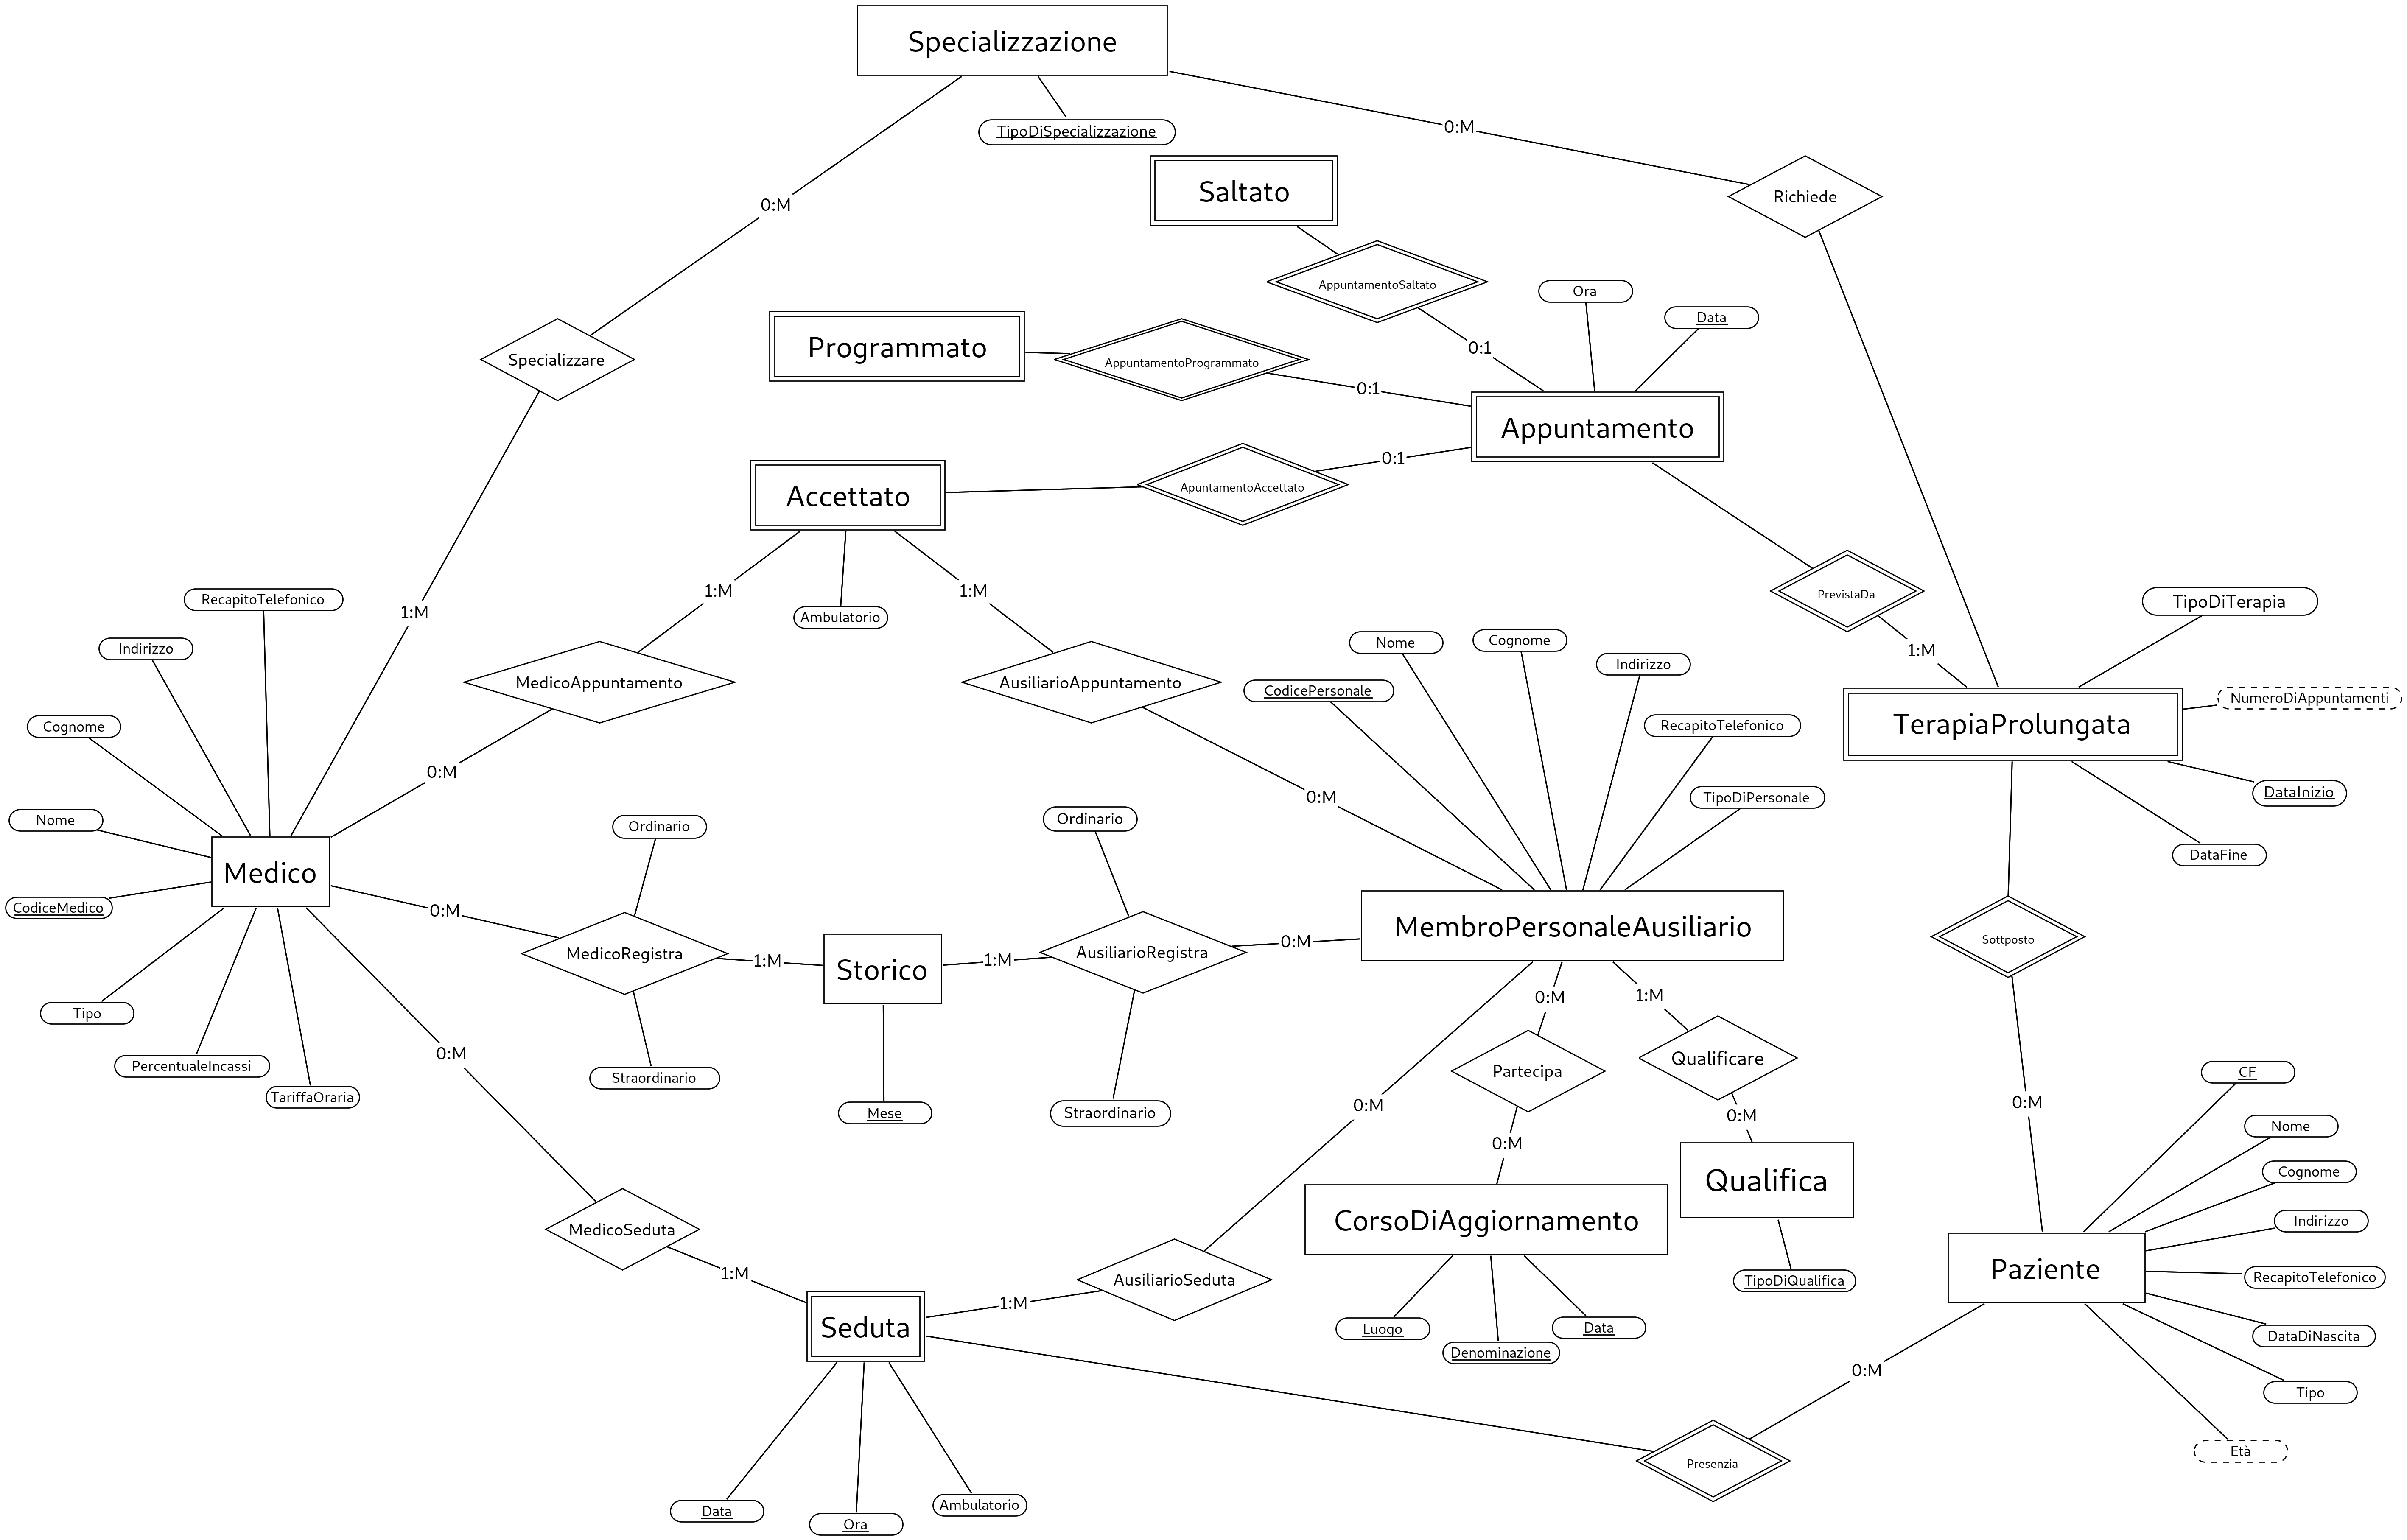 Specializzazione
TipoDiSpecializzazione
0:M
Saltato
0:M
Richiede
AppuntamentoSaltato
Ora
Data
Programmato
AppuntamentoProgrammato
0:1
Specializzare
0:1
Appuntamento
0:1
Accettato
ApuntamentoAccettato
1:M
RecapitoTelefonico
1:M
1:M
Ambulatorio
PrevistaDa
TipoDiTerapia
Indirizzo
Nome
Cognome
Indirizzo
1:M
MedicoAppuntamento
AusiliarioAppuntamento
CodicePersonale
NumeroDiAppuntamenti
Cognome
RecapitoTelefonico
TerapiaProlungata
0:M
0:M
TipoDiPersonale
DataInizio
Nome
Ordinario
Ordinario
DataFine
Medico
CodiceMedico
0:M
MedicoRegistra
1:M
Storico
1:M
AusiliarioRegistra
0:M
MembroPersonaleAusiliario
Sottposto
0:M
1:M
Tipo
0:M
PercentualeIncassi
TariffaOraria
Straordinario
Mese
Straordinario
0:M
Partecipa
Qualificare
CF
0:M
0:M
0:M
Nome
Cognome
Qualifica
CorsoDiAggiornamento
Indirizzo
MedicoSeduta
1:M
AusiliarioSeduta
TipoDiQualifica
Paziente
RecapitoTelefonico
1:M
Seduta
Luogo
Denominazione
Data
DataDiNascita
0:M
Tipo
Presenzia
Età
Data
Ora
Ambulatorio